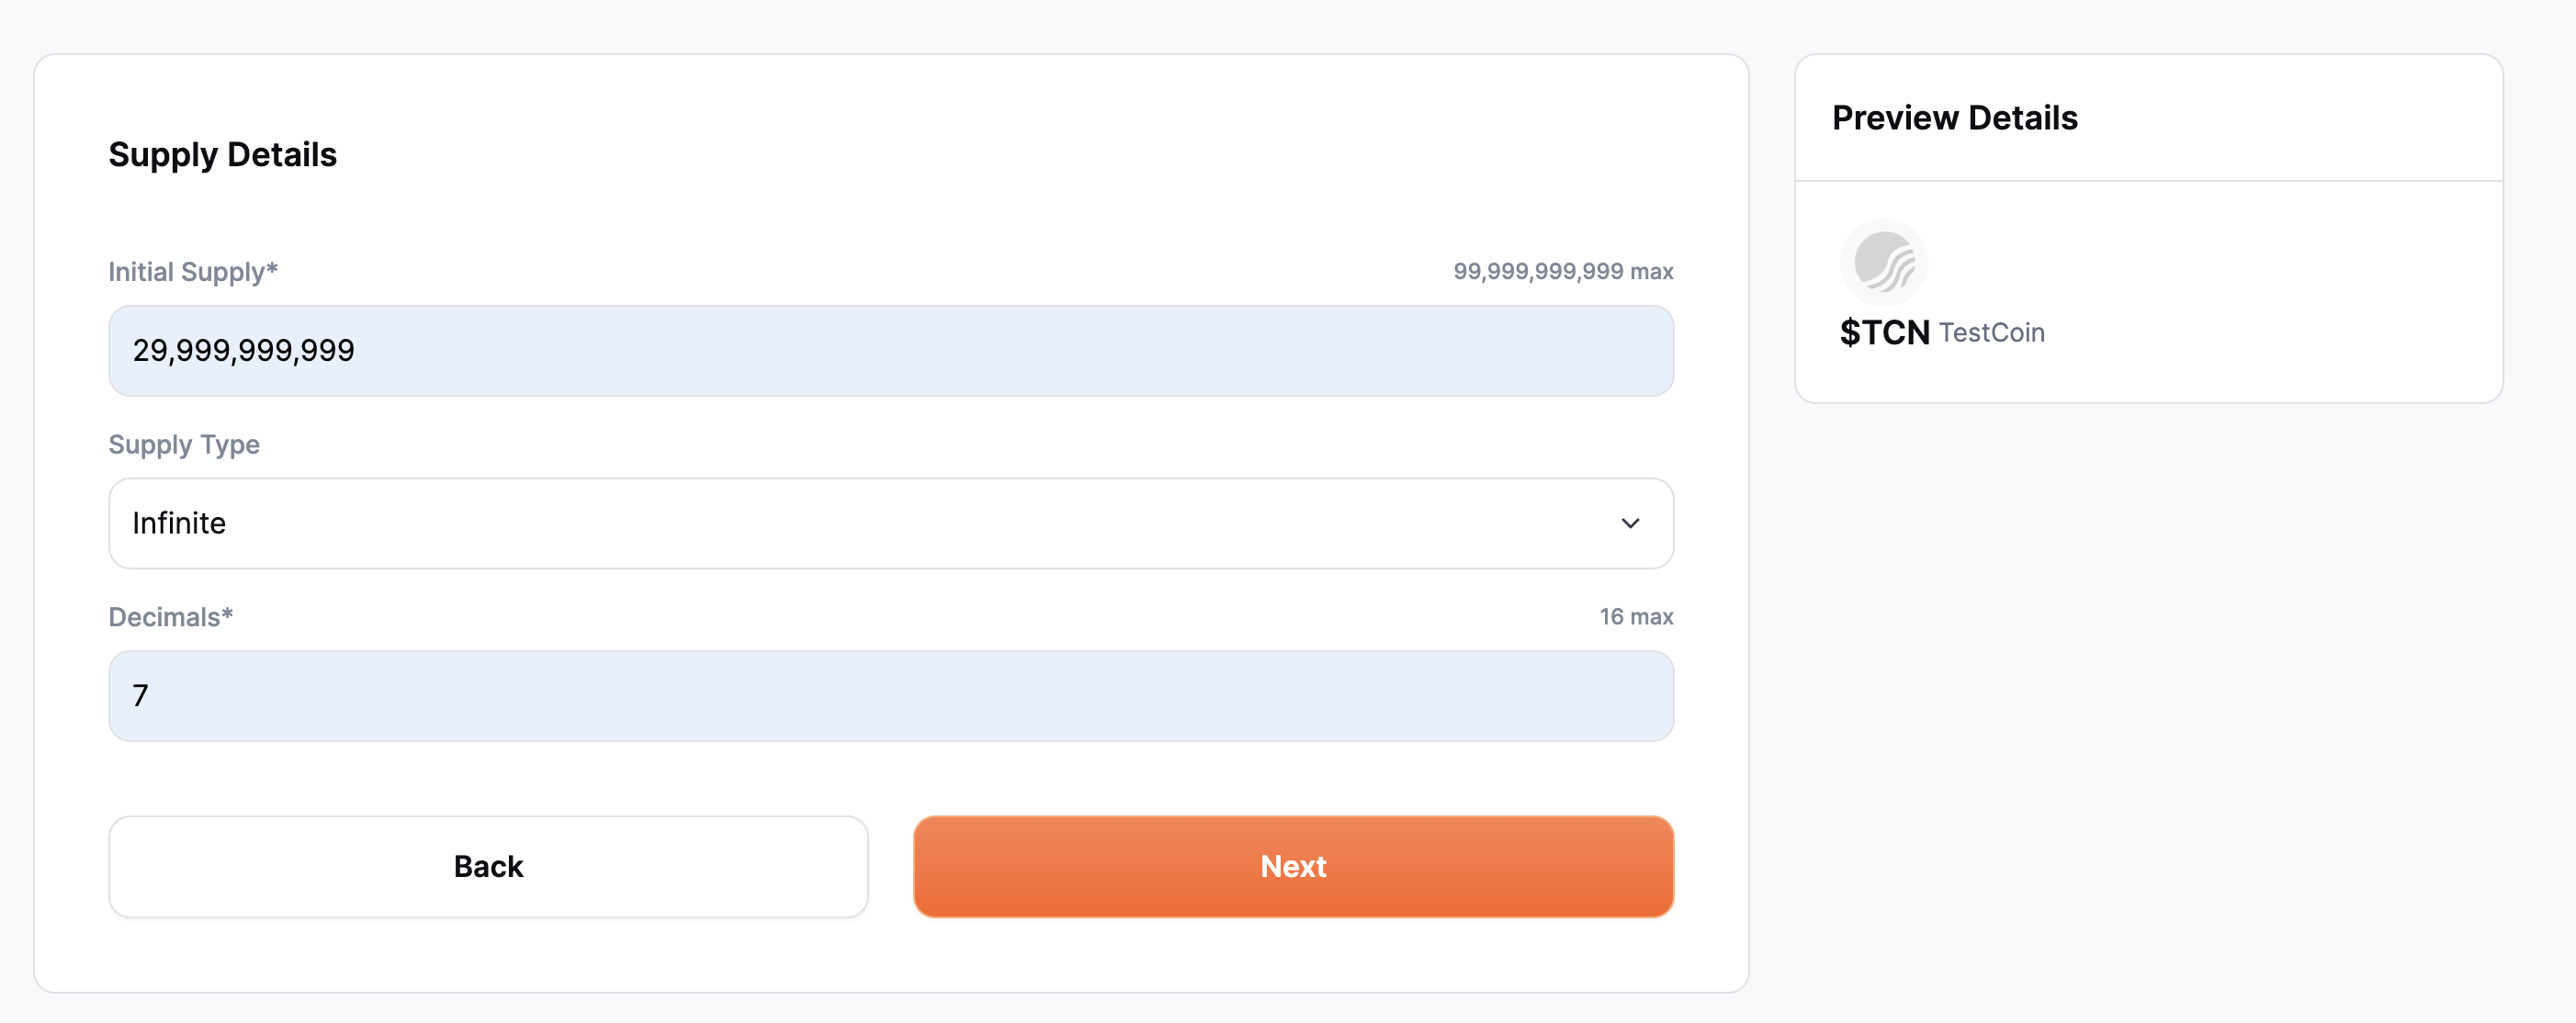 Supply Details
Initial Supply*
99,999,999,999 max
29,999,999,999
Supply Type
Infinite
Decimals*
16 max
7
Back
Next
Preview Details
$TCN TestCoin